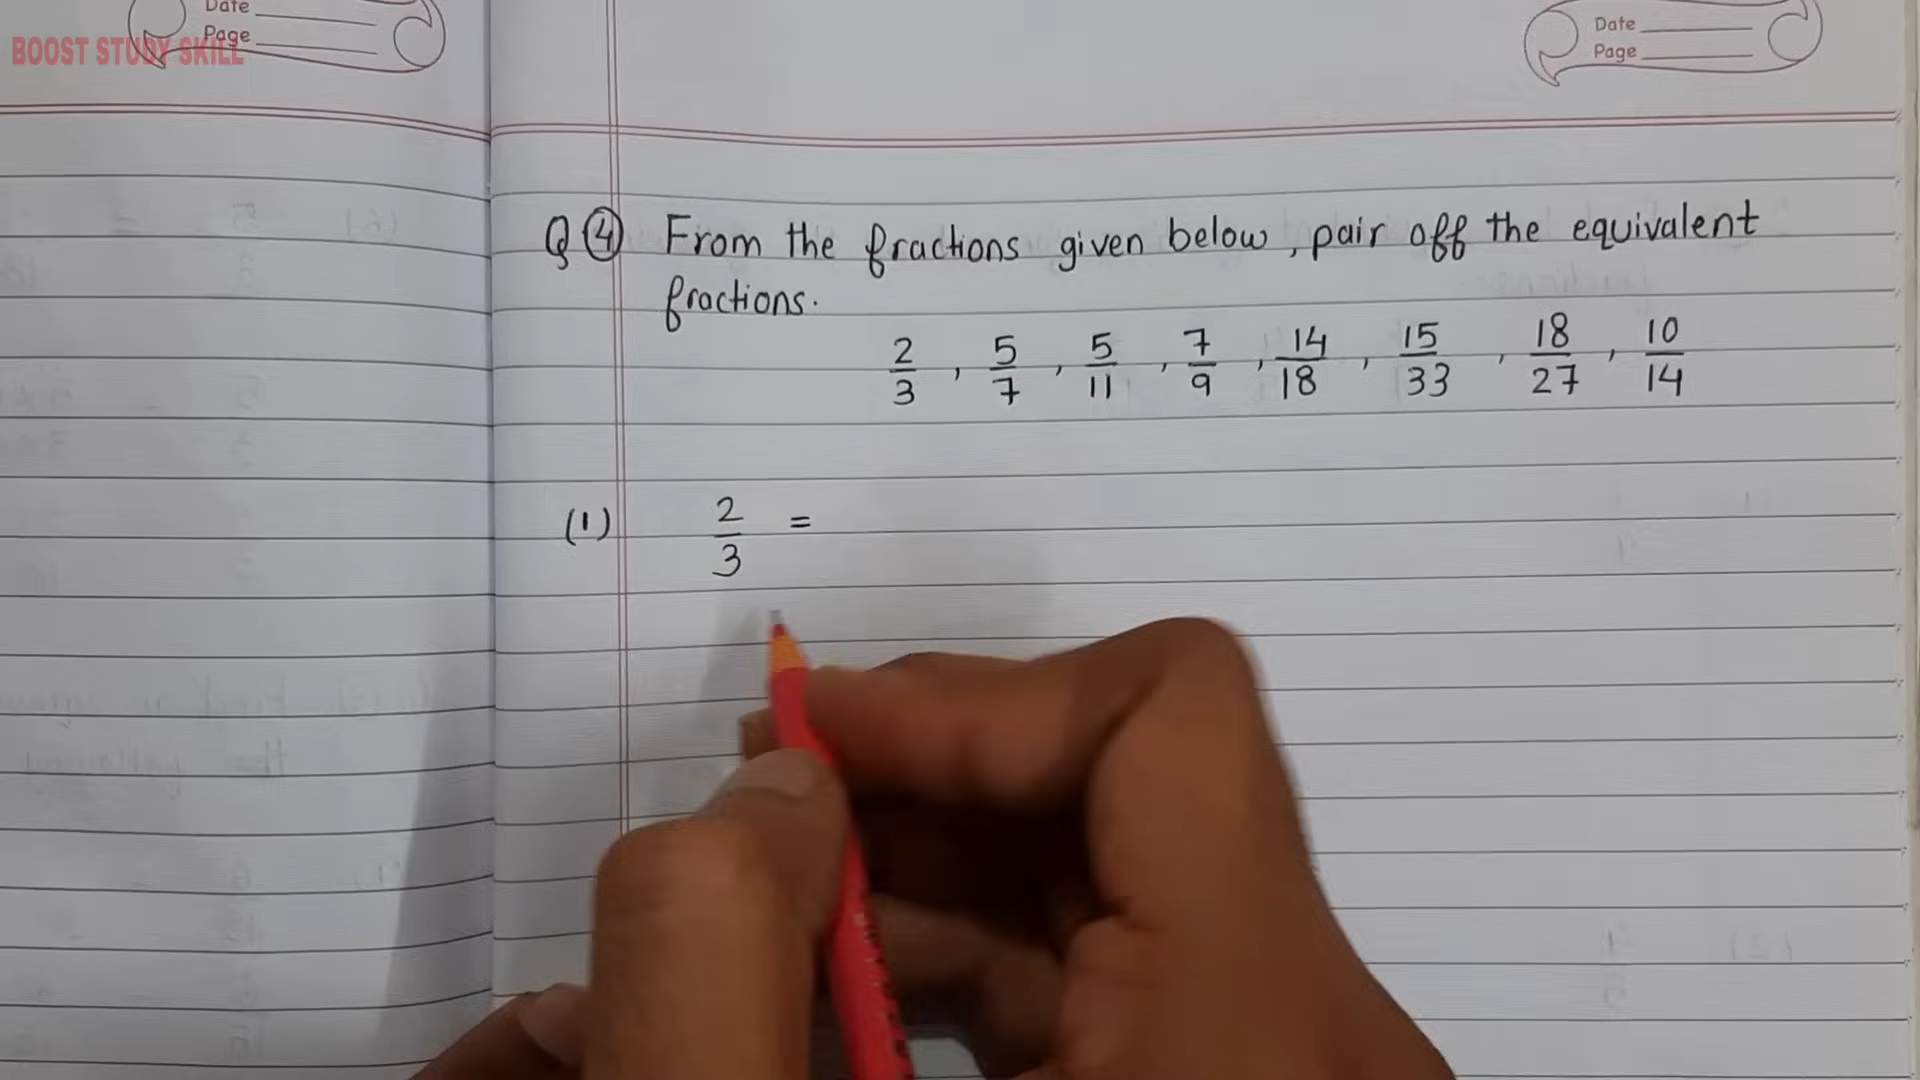 Date
Page
BOOST STUDY SKILL
Date
Page
Q ④ From the fractions given below, pair off the equivalent
fractions.
2/3, 5/7, 5/11, 7/9, 14/18, 15/33, 18/27, 10/14
(1) 2/3 =